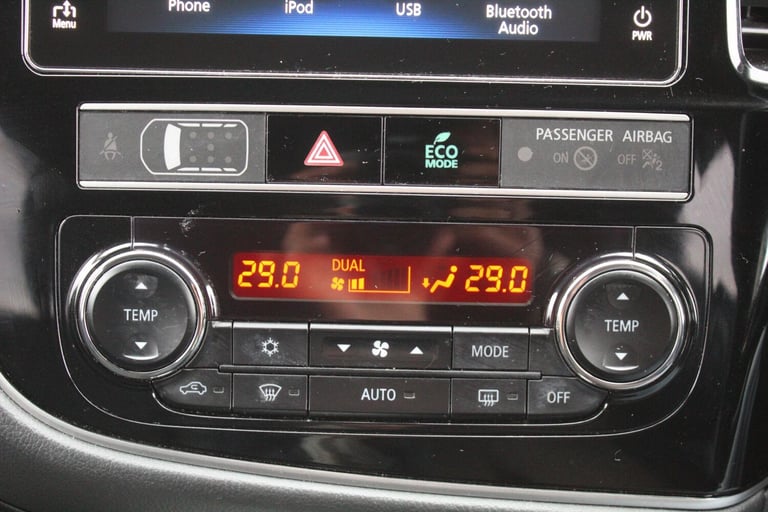 Menu
Phone
iPod
USB
Bluetooth
Audio
PWR
ECO
MODE
PASSENGER AIRBAG
ON
OFF
2
29.0
DUAL
29.0
TEMP
TEMP
MODE
AUTO
OFF